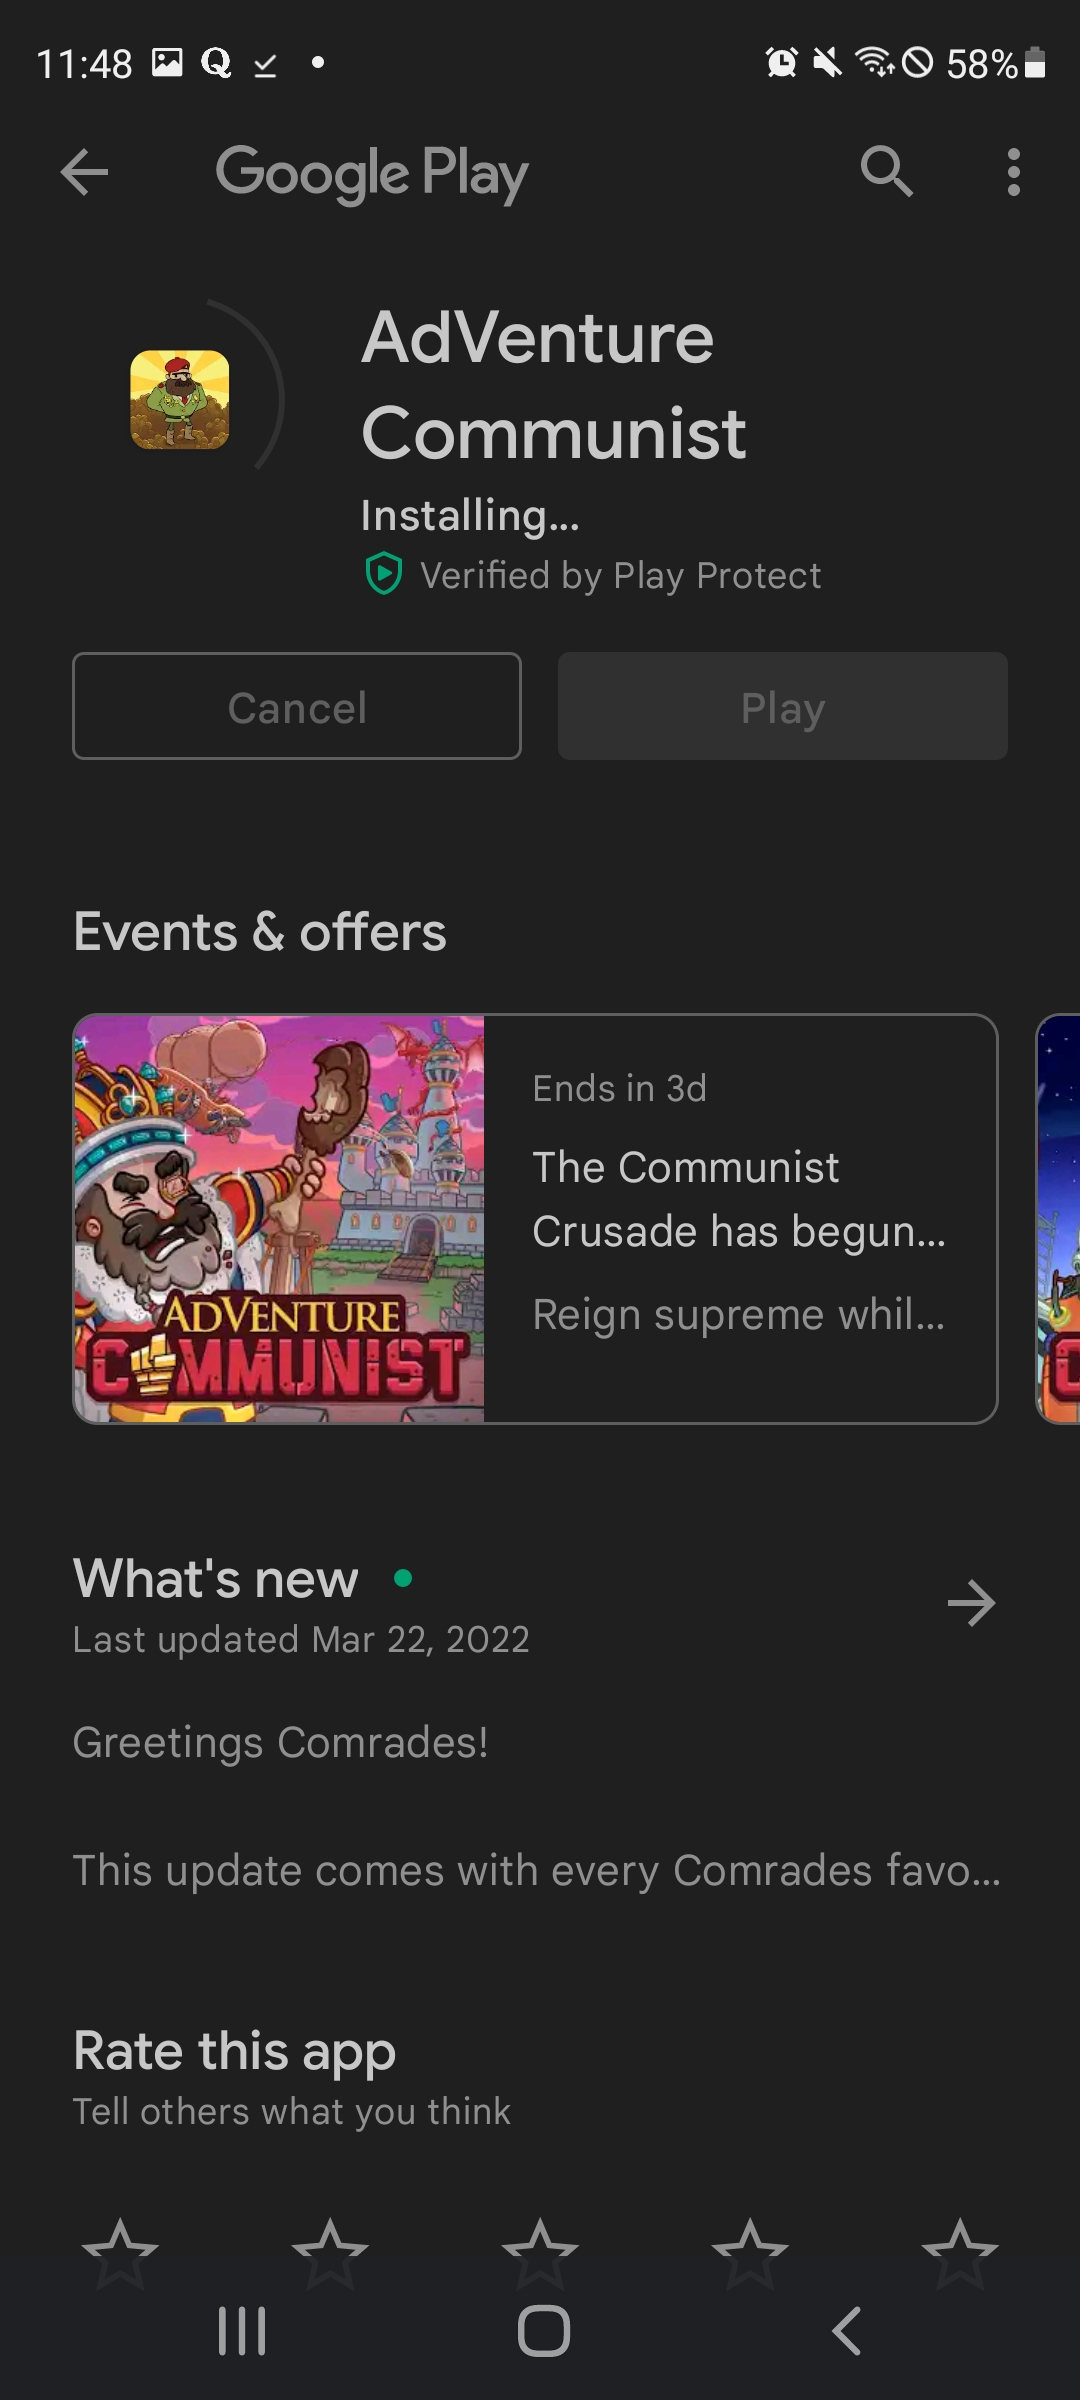 11:48
58%
Google Play
AdVenture
Communist
Installing...
Verified by Play Protect
Cancel
Play
Events & offers
Ends in 3d
The Communist
Crusade has begun...
Reign supreme whil...
ADVENTURE
COMMUNIST
What's new
Last updated Mar 22, 2022
Greetings Comrades!
This update comes with every Comrades favo...
Rate this app
Tell others what you think